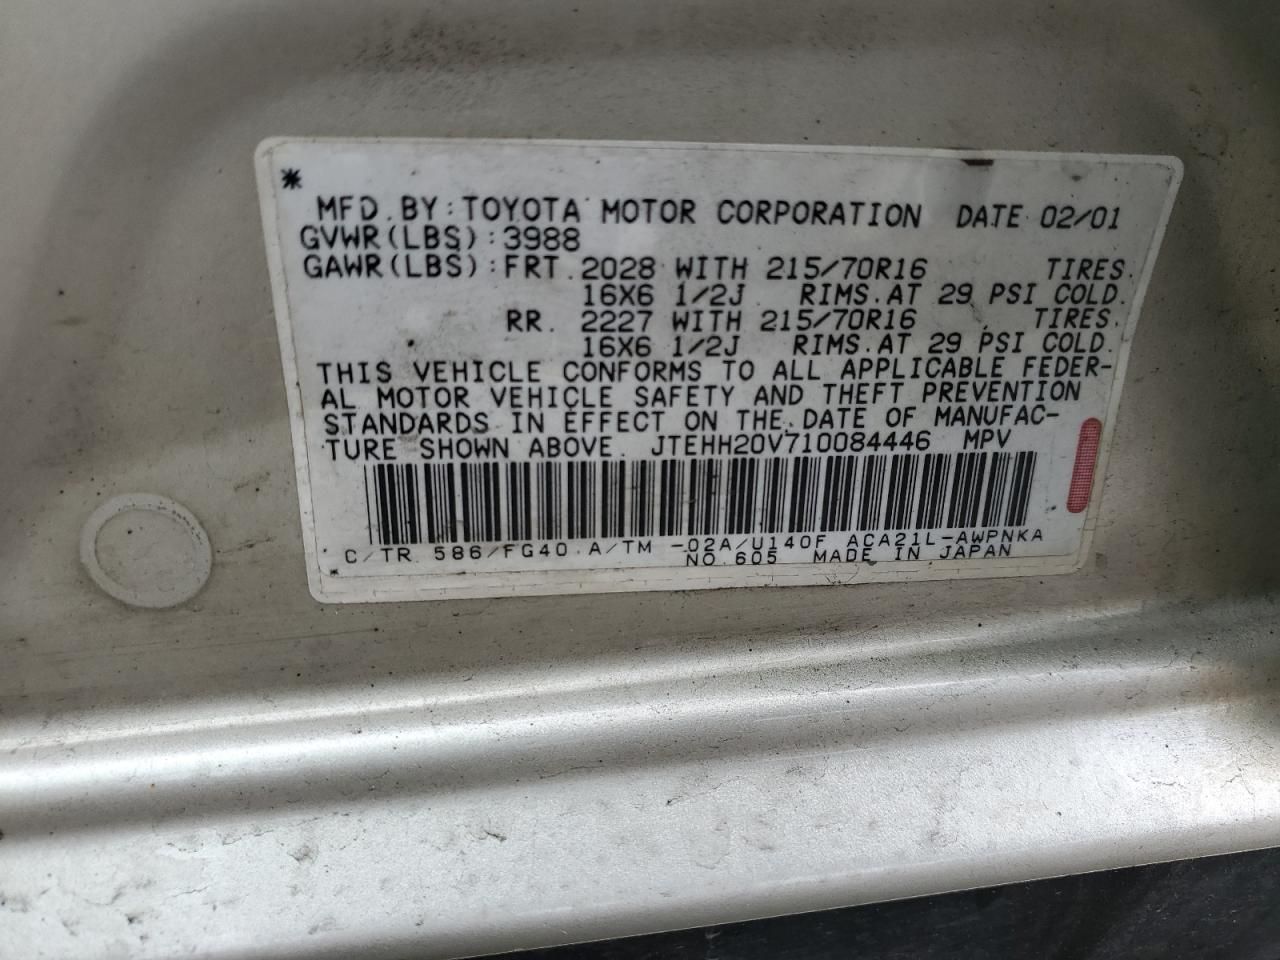 *
MFD. BY: TOYOTA MOTOR CORPORATION DATE 02/01
GVWR(LBS): 3988
GAWR(LBS): FRT. 2028 WITH 215/70R16 TIRES.
16X6 1/2J RIMS. AT 29 PSI COLD.
RR. 2227 WITH 215/70R16 TIRES.
16X6 1/2J RIMS. AT 29 PSI COLD.
THIS VEHICLE CONFORMS TO ALL APPLICABLE FEDER-
AL MOTOR VEHICLE SAFETY AND THEFT PREVENTION
STANDARDS IN EFFECT ON THE DATE OF MANUFAC-
TURE SHOWN ABOVE. JTEHH20V710084446 MPV
C/TR. 586/FG40. A/TM -02A/U140F ACA21L-AWPNKA
* NO. 605 MADE IN JAPAN